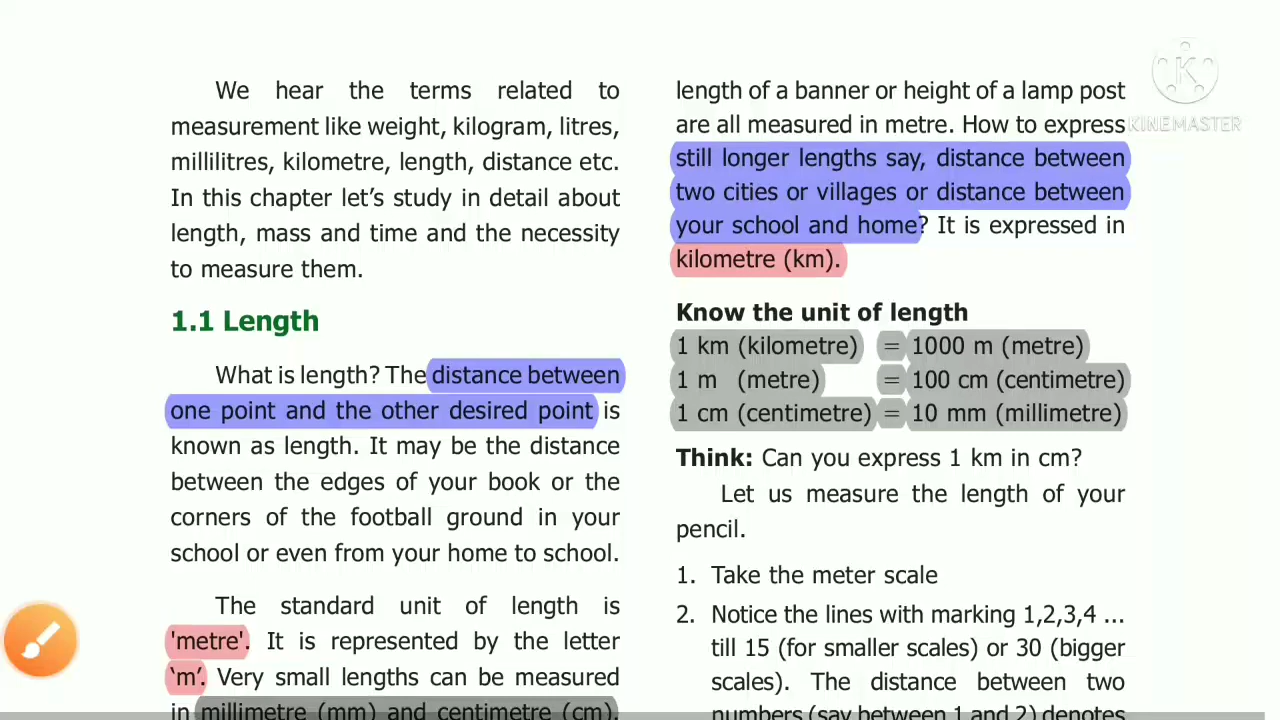 We hear the terms related to
measurement like weight, kilogram, litres,
millilitres, kilometre, length, distance etc.
In this chapter let’s study in detail about
length, mass and time and the necessity
to measure them.
1.1 Length
What is length? The distance between
one point and the other desired point is
known as length. It may be the distance
between the edges of your book or the
corners of the football ground in your
school or even from your home to school.
The standard unit of length is
'metre'. It is represented by the letter
‘m’. Very small lengths can be measured
in millimetre (mm) and centimetre (cm).
length of a banner or height of a lamp post
are all measured in metre. How to express
still longer lengths say, distance between
two cities or villages or distance between
your school and home? It is expressed in
kilometre (km).
Know the unit of length
1 km (kilometre) = 1000 m (metre)
1 m (metre) = 100 cm (centimetre)
1 cm (centimetre) = 10 mm (millimetre)
Think: Can you express 1 km in cm?
Let us measure the length of your
pencil.
1. Take the meter scale
2. Notice the lines with marking 1,2,3,4 ...
till 15 (for smaller scales) or 30 (bigger
scales). The distance between two
numbers (say between 1 and 2) denotes
K
KINEMASTER